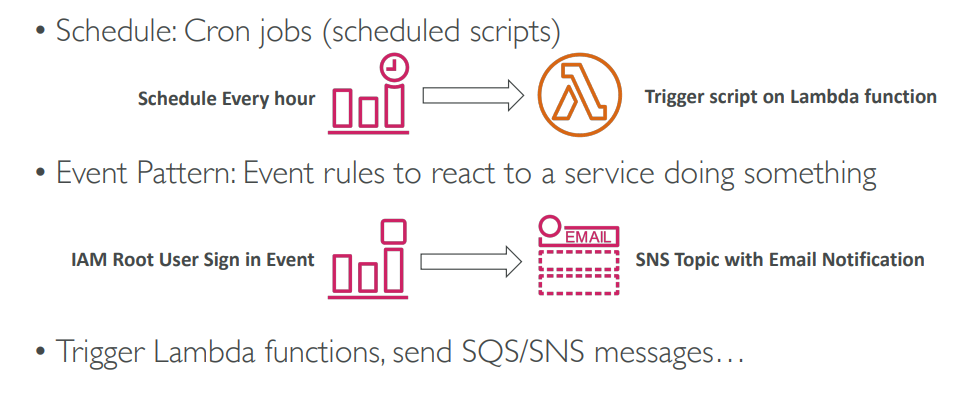 • Schedule: Cron jobs (scheduled scripts)
Schedule Every hour
Trigger script on Lambda function
• Event Pattern: Event rules to react to a service doing something
IAM Root User Sign in Event
EMAIL
SNS Topic with Email Notification
• Trigger Lambda functions, send SQS/SNS messages…